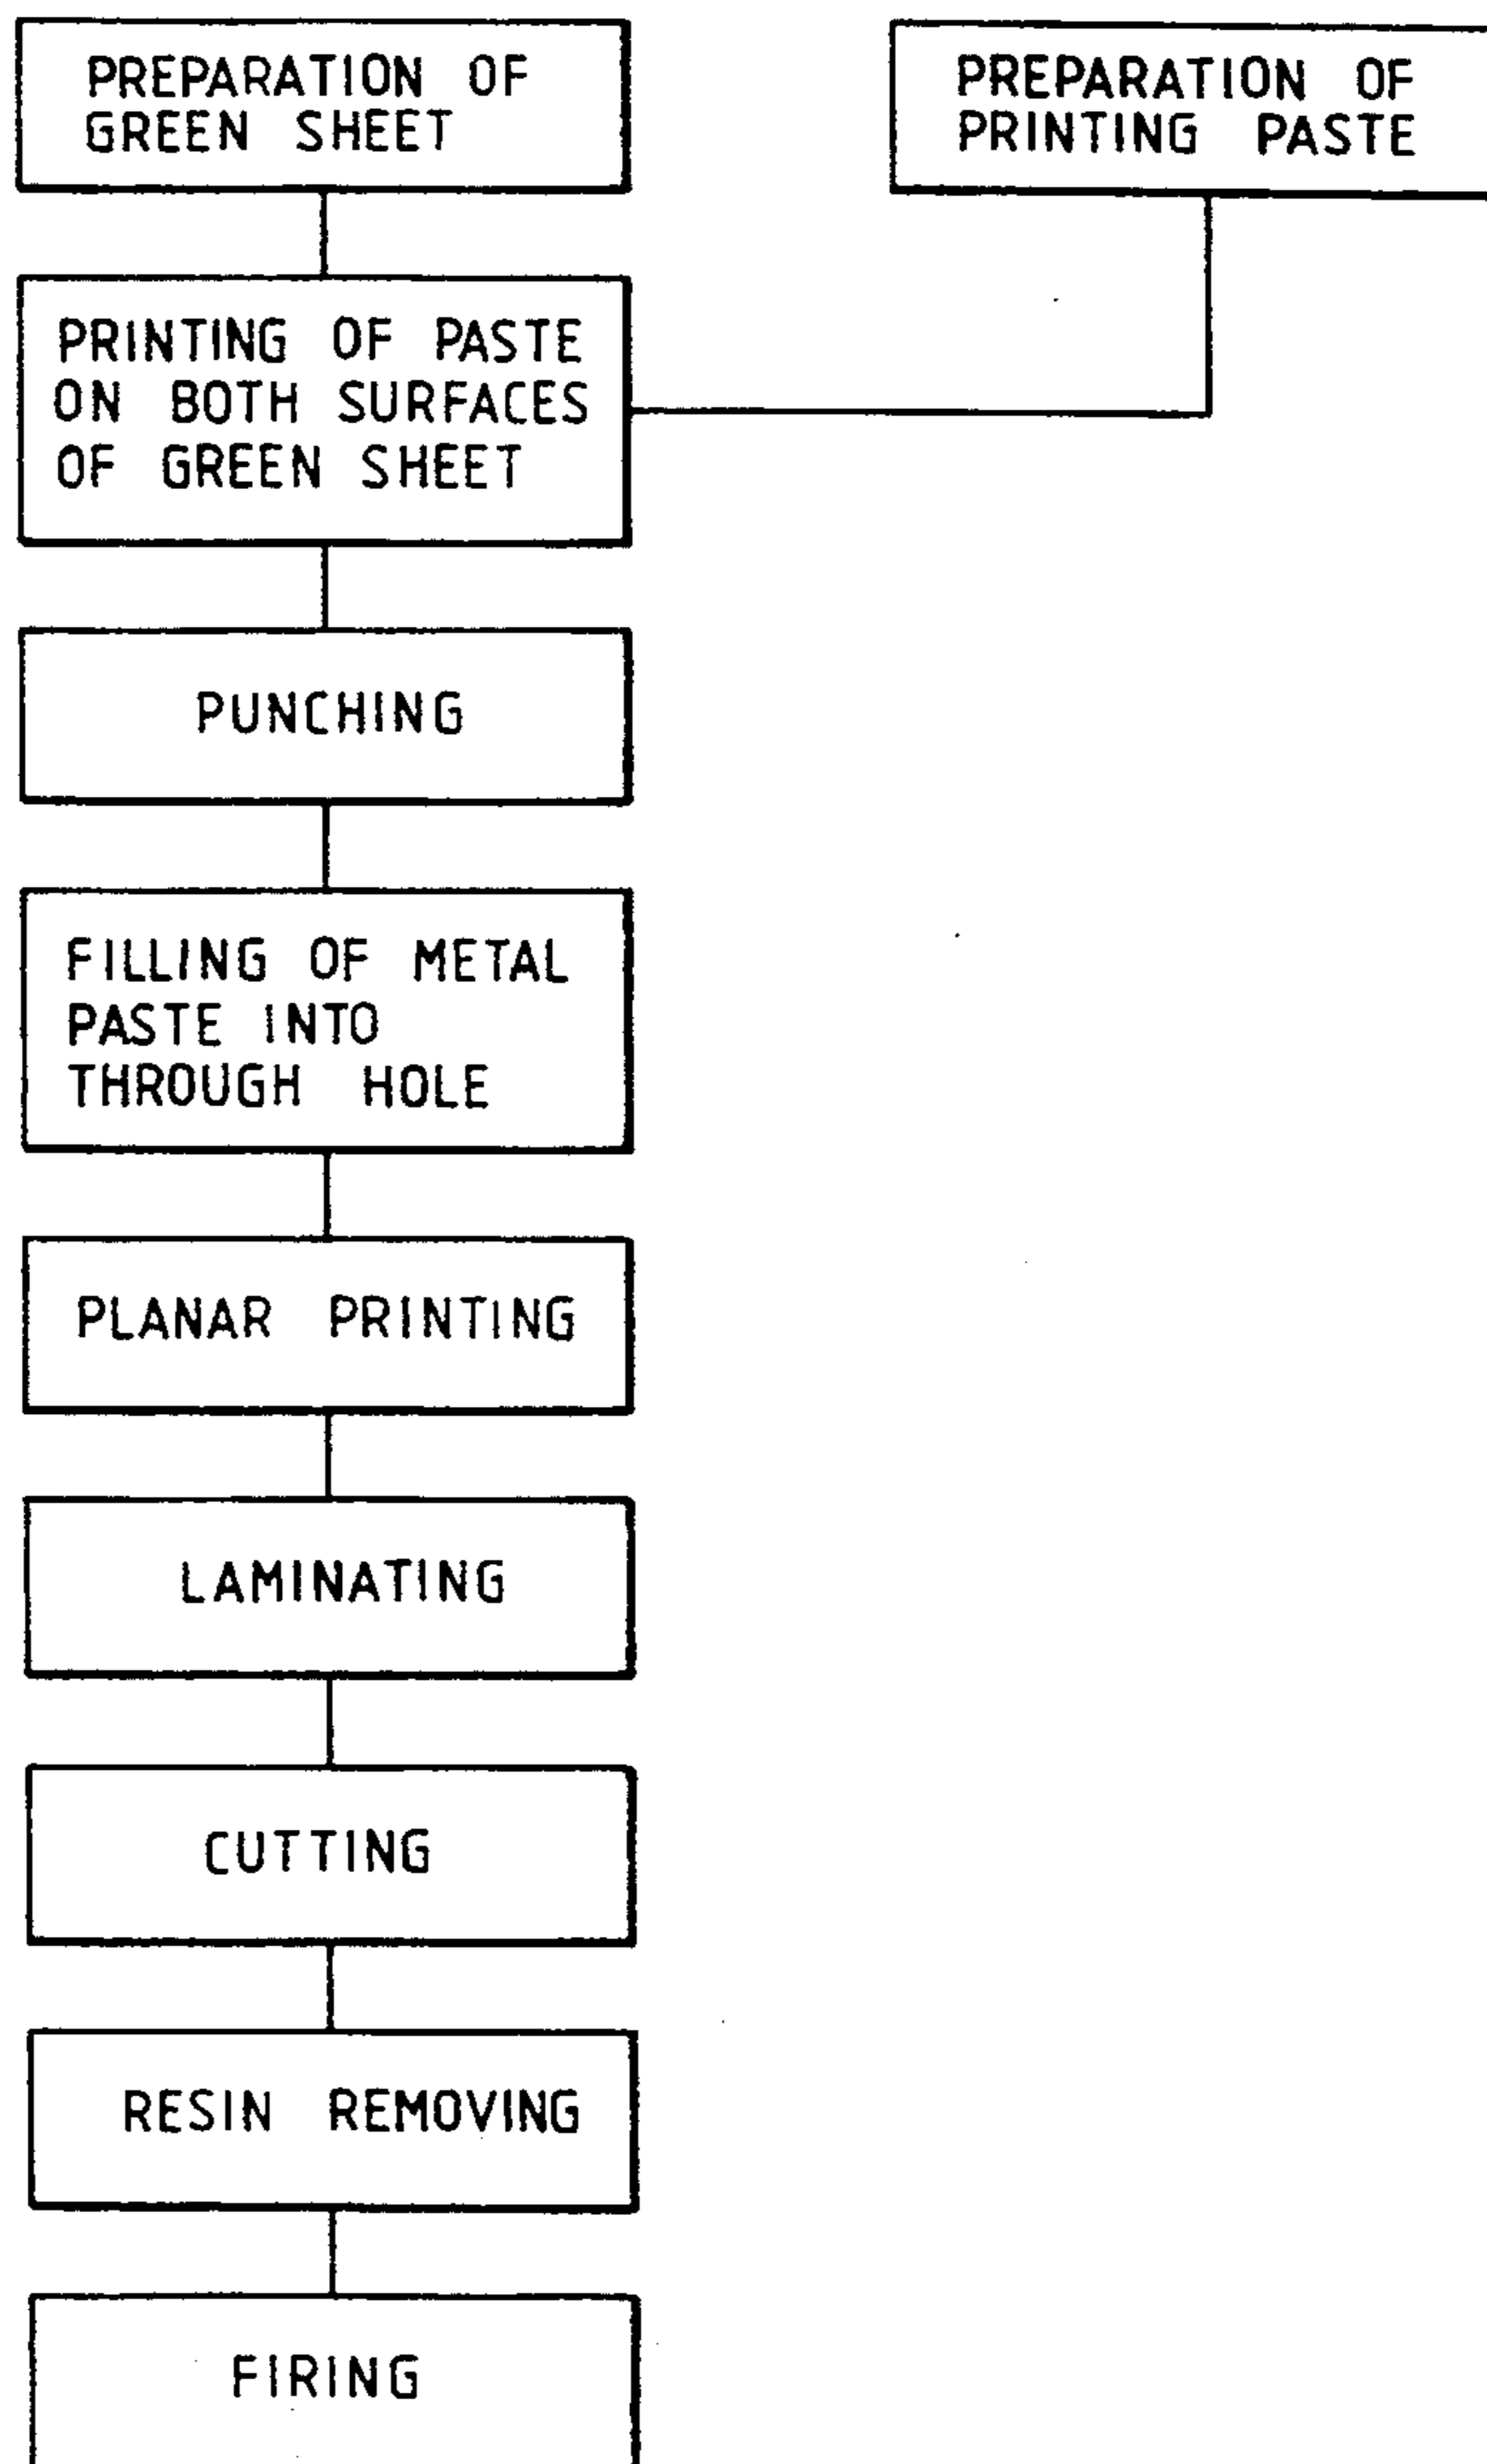 PREPARATION OF
GREEN SHEET
PREPARATION OF
PRINTING PASTE
PRINTING OF PASTE
ON BOTH SURFACES
OF GREEN SHEET
PUNCHING
FILLING OF METAL
PASTE INTO
THROUGH HOLE
PLANAR PRINTING
LAMINATING
CUTTING
RESIN REMOVING
FIRING